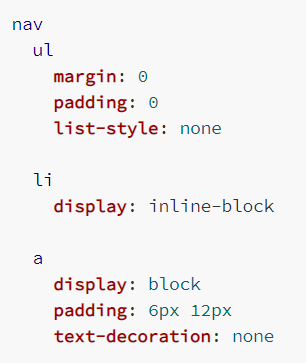 nav
  ul
    margin: 0
    padding: 0
    list-style: none

  li
    display: inline-block

  a
    display: block
    padding: 6px 12px
    text-decoration: none